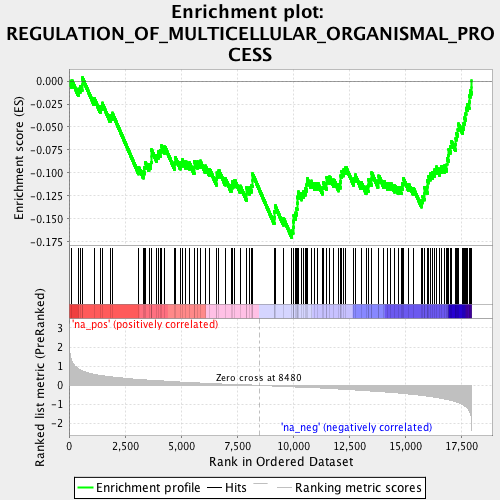 Enrichment plot:
REGULATION_OF_MULTICELLULAR_ORGANISMAL_PRO
CESS
Enrichment score (ES)
0.000
-0.025
-0.050
-0.075
-0.100
-0.125
-0.150
-0.175
'na_pos' (positively correlated)
Ranked list metric (PreRanked)
3
2
1
0
-1
-2
Zero cross at 8480
'na_neg' (negatively correlated)
0
2,500
5,000
7,500
10,000
12,500
15,000
17,500
Rank in Ordered Dataset
Enrichment profile
Hits
Ranking metric scores